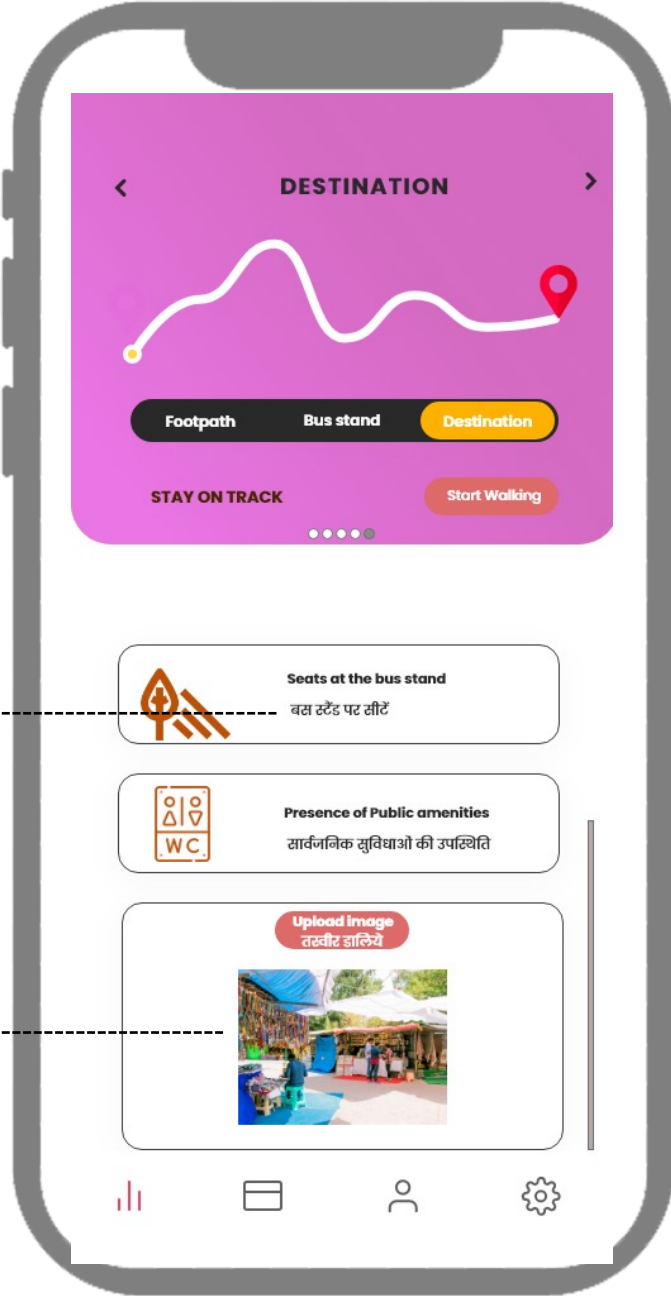 DESTINATION
Footpath Bus stand Destination
STAY ON TRACK Start Walking
Seats at the bus stand
बस स्टैंड पर सीटें
Presence of Public amenities
सार्वजनिक सुविधाओ की उपस्थिति
WC
Upload image
तस्वीर डालिये